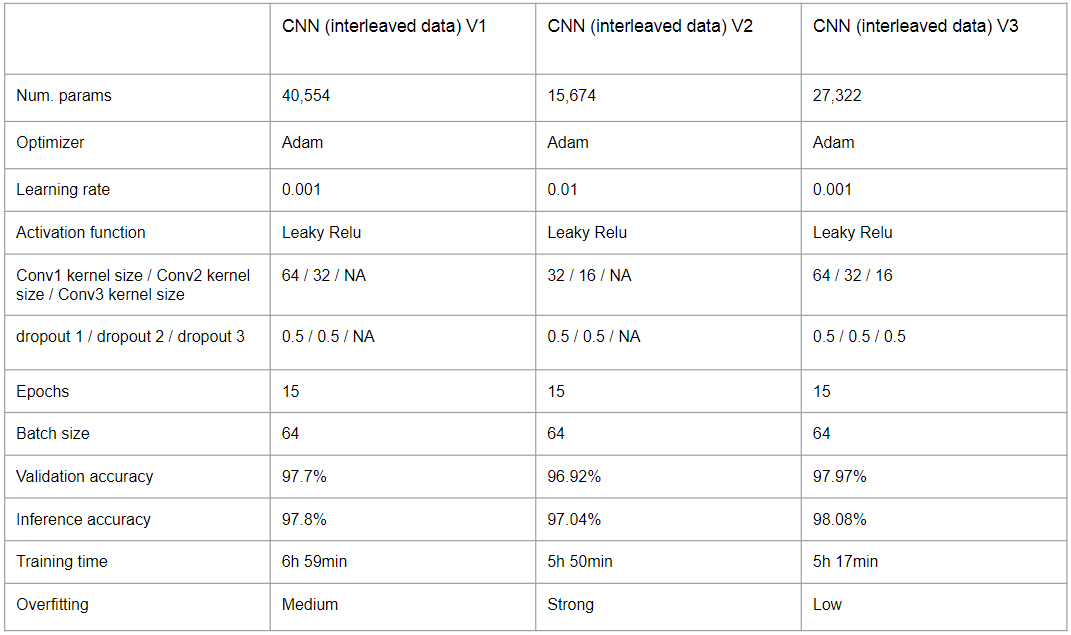 CNN (interleaved data) V1 CNN (interleaved data) V2 CNN (interleaved data) V3
Num. params 40,554 15,674 27,322
Optimizer Adam Adam Adam
Learning rate 0.001 0.01 0.001
Activation function Leaky Relu Leaky Relu Leaky Relu
Conv1 kernel size / Conv2 kernel 64 / 32 / NA 32 / 16 / NA 64 / 32 / 16
size / Conv3 kernel size
dropout 1 / dropout 2 / dropout 3 0.5 / 0.5 / NA 0.5 / 0.5 / NA 0.5 / 0.5 / 0.5
Epochs 15 15 15
Batch size 64 64 64
Validation accuracy 97.7% 96.92% 97.97%
Inference accuracy 97.8% 97.04% 98.08%
Training time 6h 59min 5h 50min 5h 17min
Overfitting Medium Strong Low